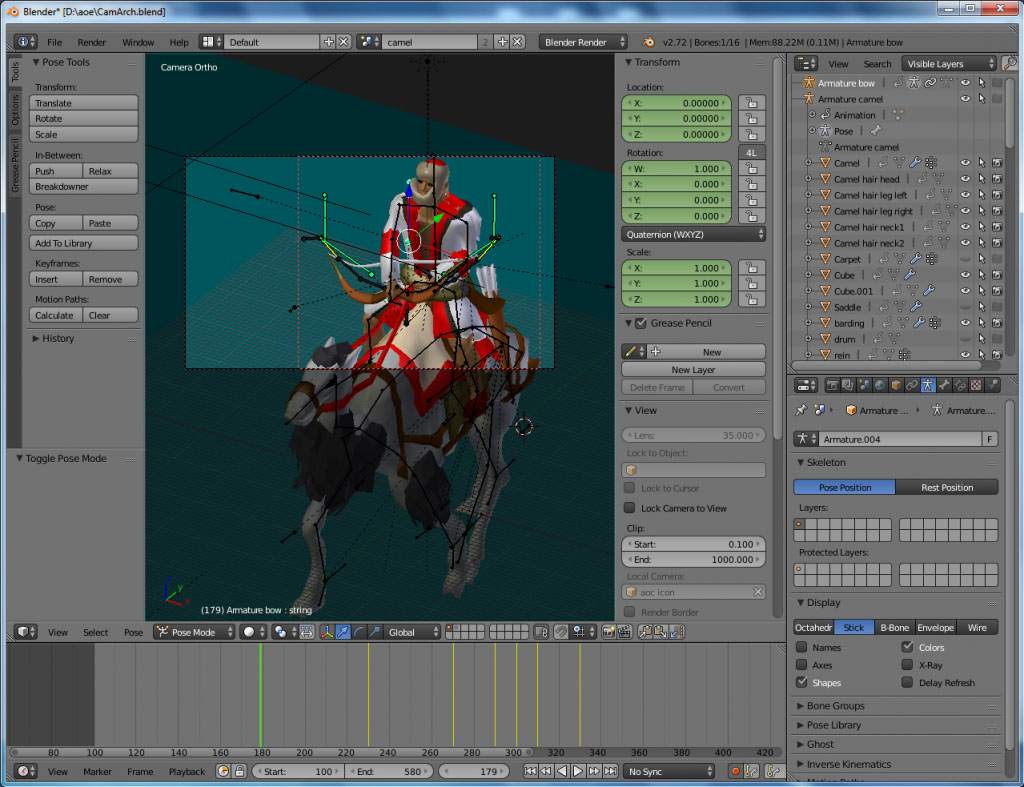 Blender* [D:\aoe\CamArch.blend]
File Render Window Help Default camel 2 Blender Render v2.72 | Bones:1/16 | Mem:88.22M (0.11M) | Armature bow
Tools
Options
Grease Pencil
Pose Tools
Transform:
Translate
Rotate
Scale
In-Between:
Push Relax
Breakdowner
Pose:
Copy Paste
Add To Library
Keyframes:
Insert Remove
Motion Paths:
Calculate Clear
History
Toggle Pose Mode
Camera Ortho
(179) Armature bow : string
Transform
Location:
X: 0.00000
Y: 0.00000
Z: 0.00000
Rotation: 4L
W: 1.000
X: 0.000
Y: 0.000
Z: 0.000
Quaternion (WXYZ)
Scale:
X: 1.000
Y: 1.000
Z: 1.000
Grease Pencil
New
New Layer
Delete Frame Convert
View
Lens: 35.000
Lock to Object:
Lock to Cursor
Lock Camera to View
Clip:
Start: 0.100
End: 1000.000
Local Camera:
aoc icon
Render Border
View Search Visible Layers
Armature bow
Armature camel
Animation
Pose
Armature camel
Camel
Camel hair head
Camel hair leg left
Camel hair leg right
Camel hair neck1
Camel hair neck2
Carpet
Cube
Cube.001
Saddle
barding
drum
rein
Armature ... Armature....
Armature.004 F
Skeleton
Pose Position Rest Position
Layers:
Protected Layers:
Display
Octahedr Stick B-Bone Envelope Wire
Names Colors
Axes X-Ray
Shapes Delay Refresh
Bone Groups
Pose Library
Ghost
Inverse Kinematics
Motion Paths
View Select Pose Pose Mode Global
80 100 120 140 160 180 200 220 240 260 280 300 320 340 360 380 400 420
View Marker Frame Playback Start: 100 End: 580 179 No Sync